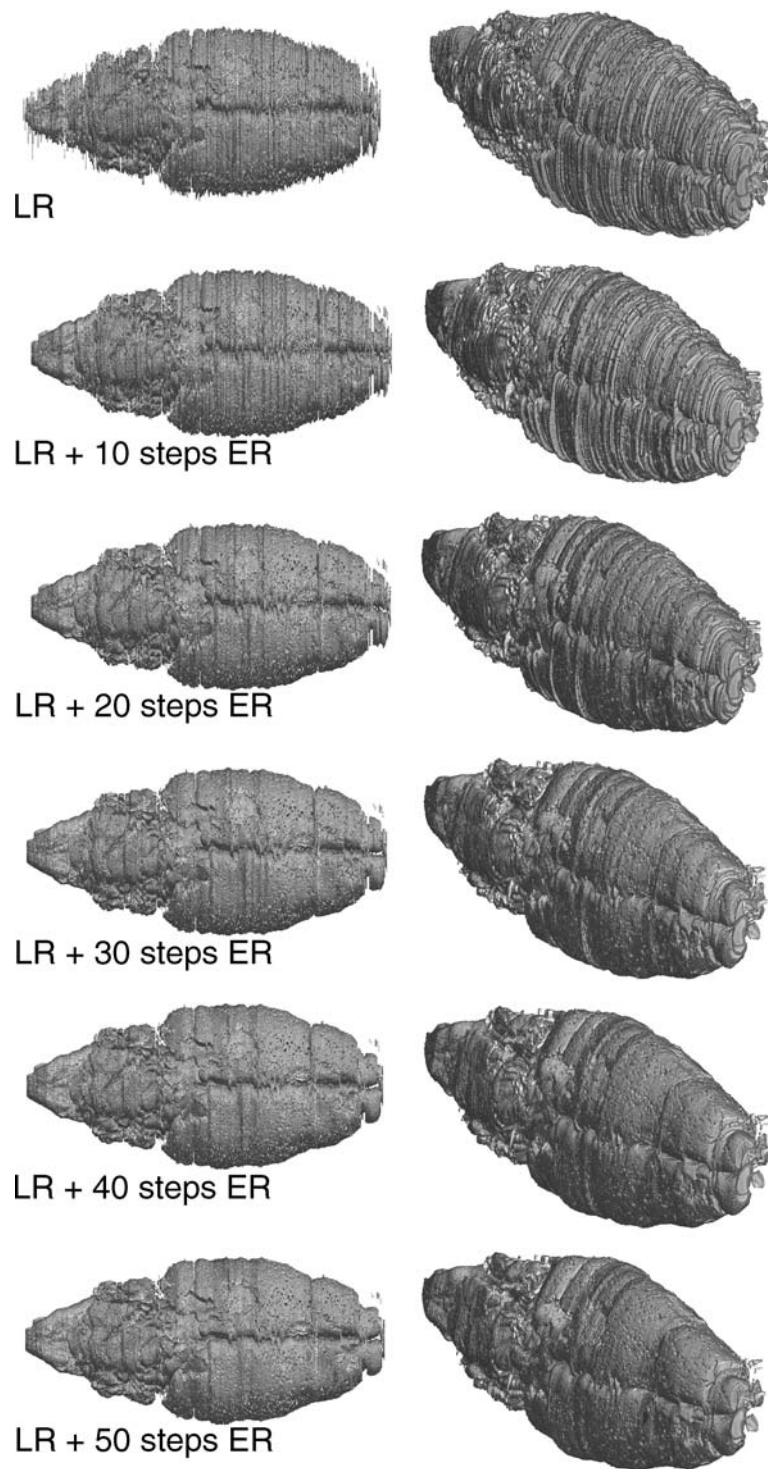 LR
LR + 10 steps ER
LR + 20 steps ER
LR + 30 steps ER
LR + 40 steps ER
LR + 50 steps ER